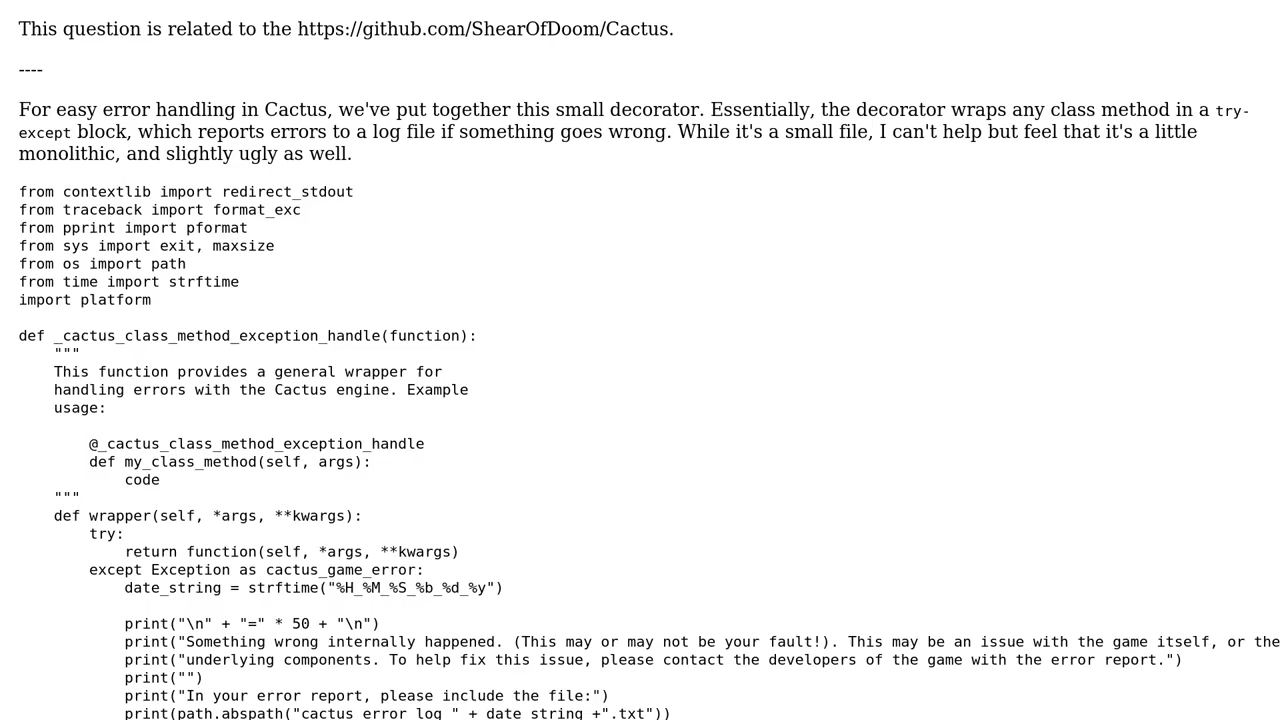 This question is related to the https://github.com/ShearOfDoom/Cactus.
----
For easy error handling in Cactus, we've put together this small decorator. Essentially, the decorator wraps any class method in a try-
except block, which reports errors to a log file if something goes wrong. While it's a small file, I can't help but feel that it's a little
monolithic, and slightly ugly as well.
from contextlib import redirect_stdout
from traceback import format_exc
from pprint import pformat
from sys import exit, maxsize
from os import path
from time import strftime
import platform
def _cactus_class_method_exception_handle(function):
    """
    This function provides a general wrapper for
    handling errors with the Cactus engine. Example
    usage:
        @_cactus_class_method_exception_handle
        def my_class_method(self, args):
            code
    """
    def wrapper(self, *args, **kwargs):
        try:
            return function(self, *args, **kwargs)
        except Exception as cactus_game_error:
            date_string = strftime("%H_%M_%S_%b_%d_%y")
            print("\n" + "=" * 50 + "\n")
            print("Something wrong internally happened. (This may or may not be your fault!). This may be an issue with the game itself, or the
            print("underlying components. To help fix this issue, please contact the developers of the game with the error report.")
            print("")
            print("In your error report, please include the file:")
            print(path.abspath("cactus_error_log_" + date_string +".txt"))